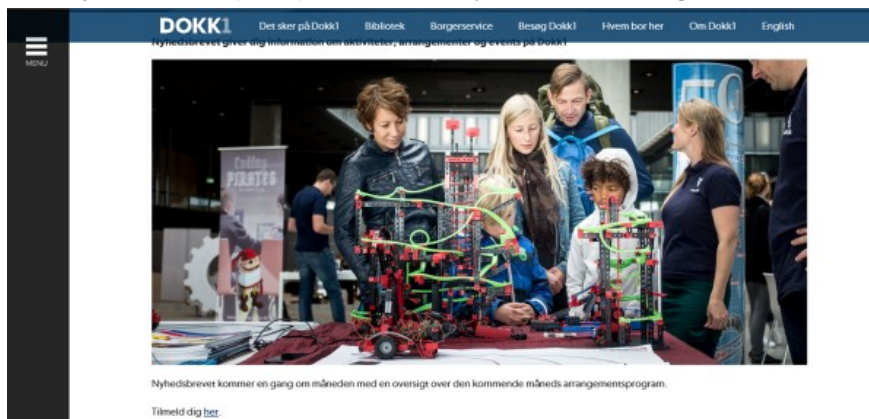 DOKK1
Det sker på Dokk1 Bibliotek Borgerservice Besøg Dokk1 Hvem bor her Om Dokk1 English
MENU
Nyhedsbrevet giver dig information om aktiviteter, arrangementer og events på Dokk1
Coding
PIRATES
Nyhedsbrevet kommer en gang om måneden med en oversigt over den kommende måneds arrangementsprogram.
Tilmeld dig her.